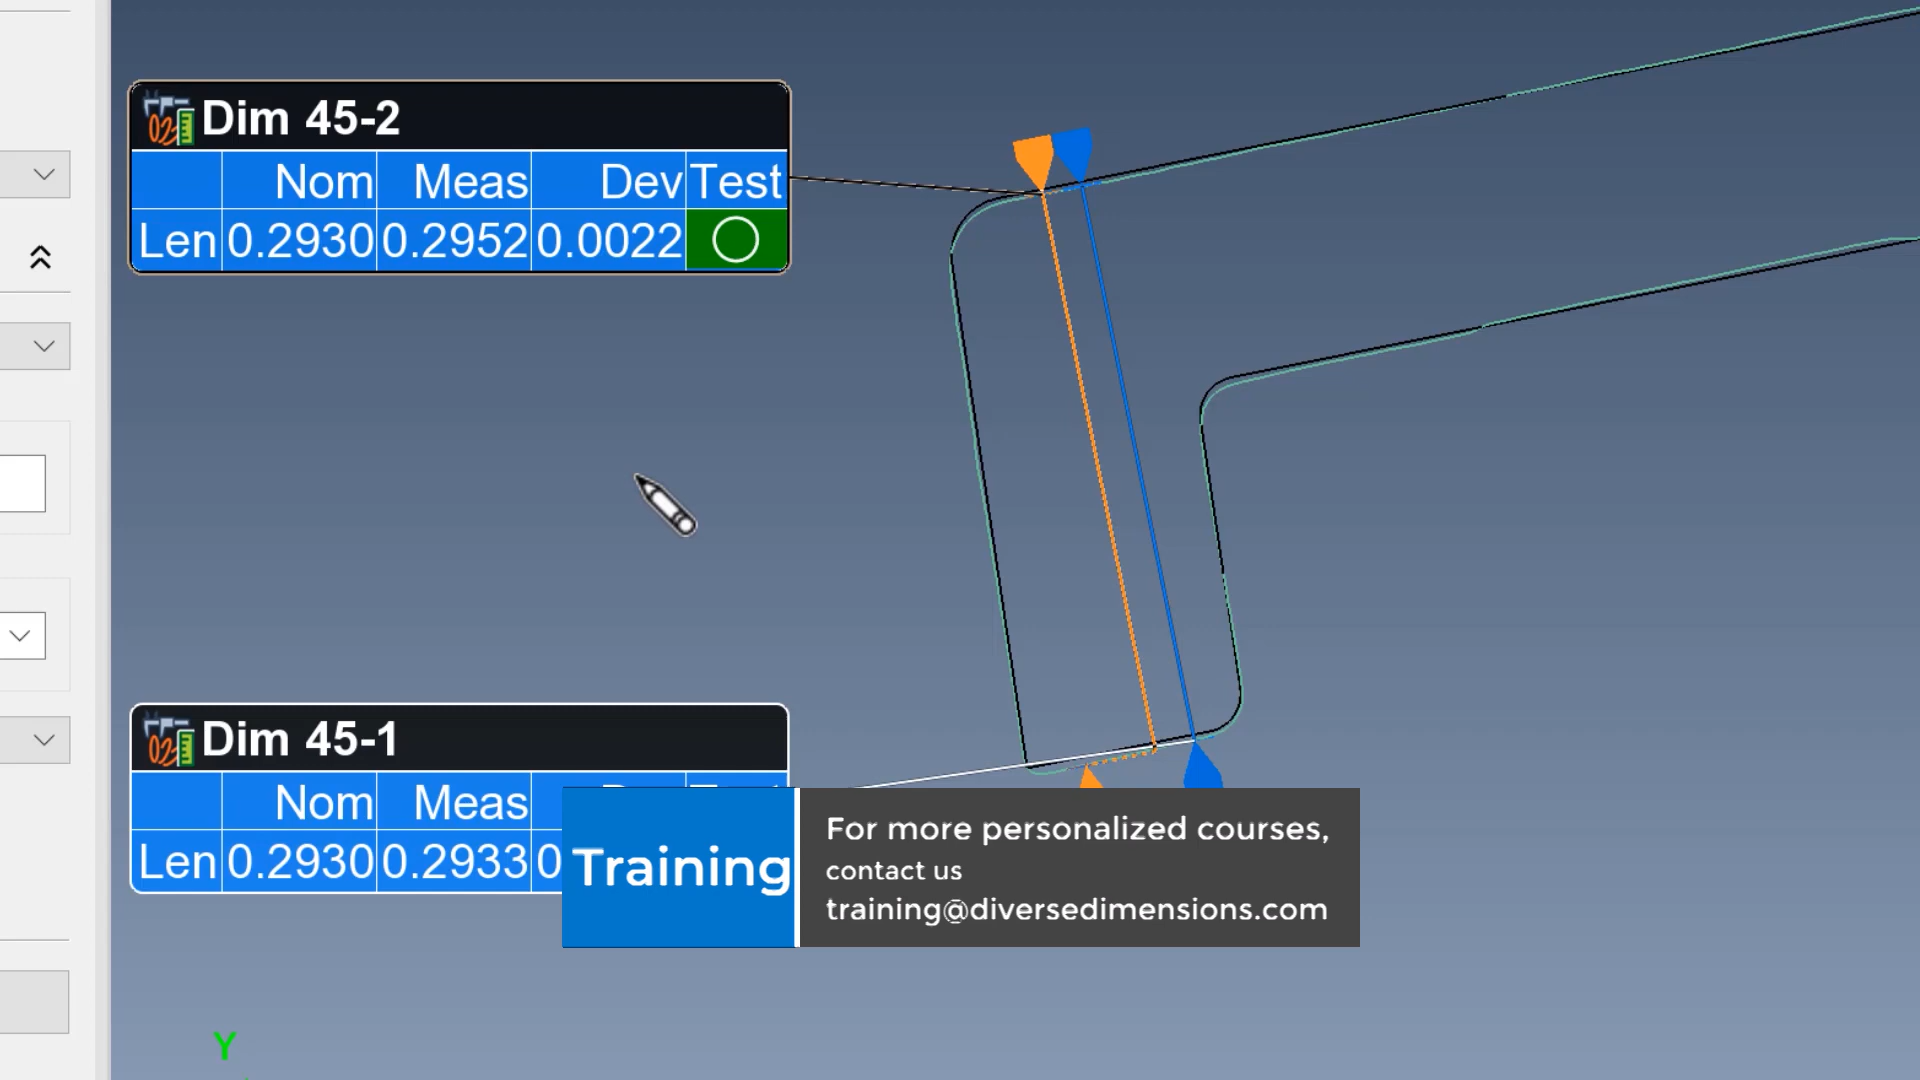 Dim 45-2
Nom Meas Dev Test
Len 0.2930 0.2952 0.0022
Dim 45-1
Nom Meas
Len 0.2930 0.2933 0
Training
For more personalized courses,
contact us
training@diversedimensions.com
Y